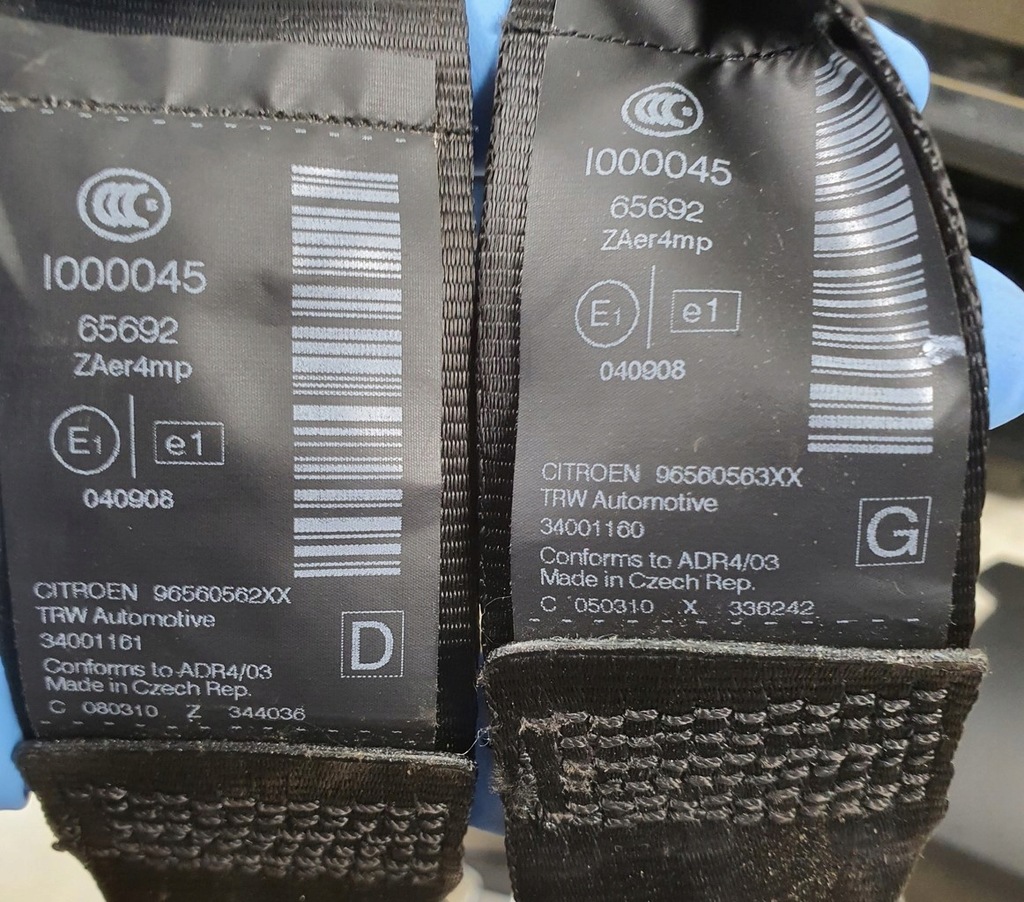 CCC
I000045
65692
ZAer4mp
E1
e1
040908
CITROEN 96560562XX
TRW Automotive
34001161
Conforms to ADR4/03
Made in Czech Rep.
C 080310 Z 344036
D
CCC
I000045
65692
ZAer4mp
E1
e1
040908
CITROEN 96560563XX
TRW Automotive
34001160
Conforms to ADR4/03
Made in Czech Rep.
C 050310 X 336242
G